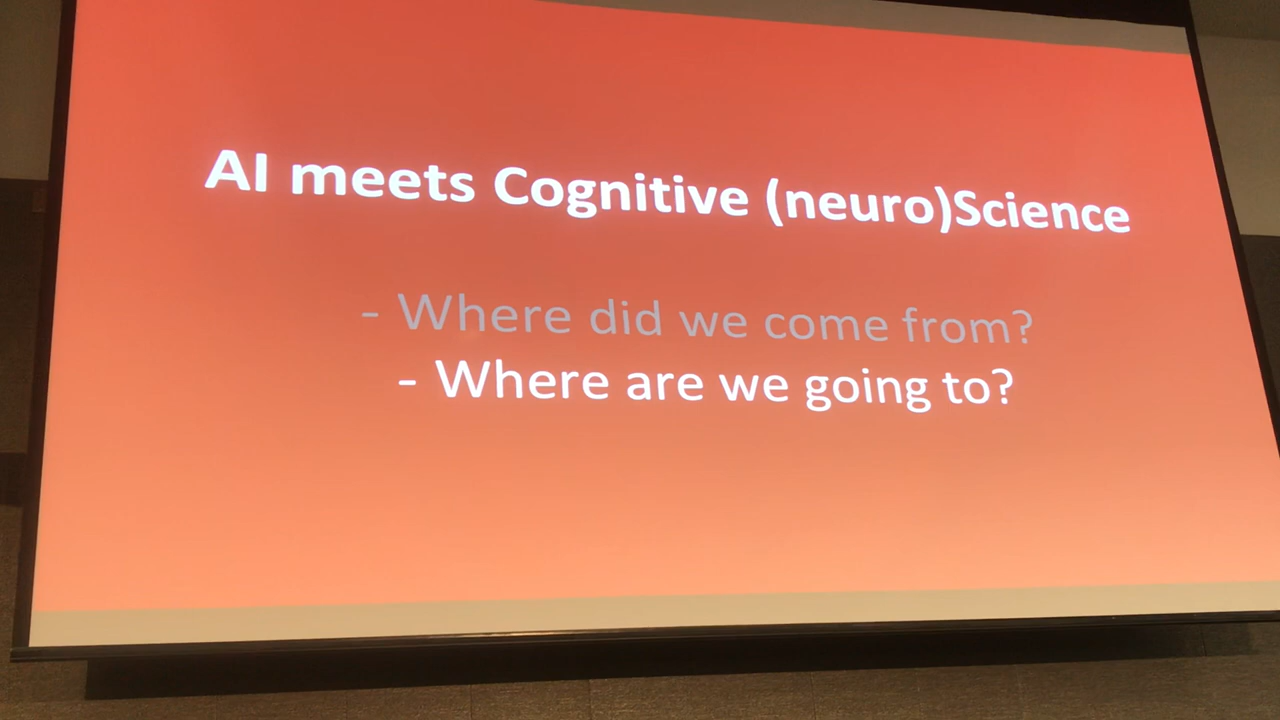 AI meets Cognitive (neuro)Science
- Where did we come from?
- Where are we going to?